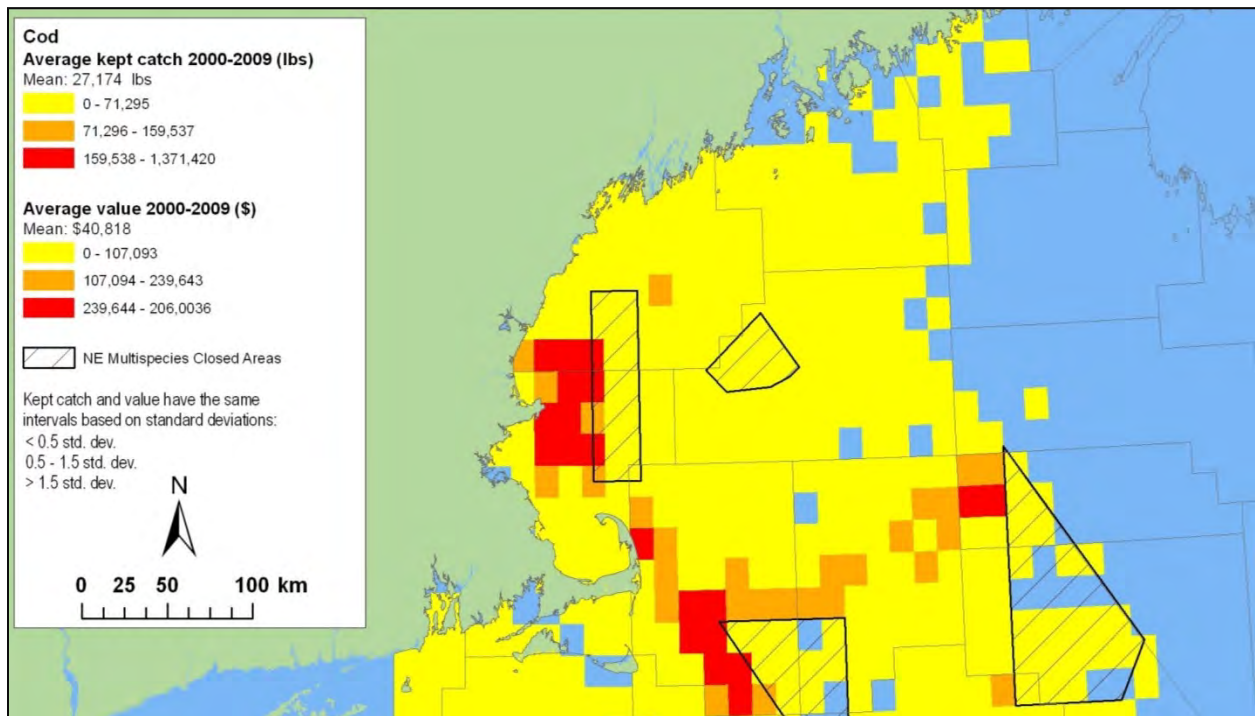 Cod
Average kept catch 2000-2009 (lbs)
Mean: 27,174 lbs
0 - 71,295
71,296 - 159,537
159,538 - 1,371,420
Average value 2000-2009 ($)
Mean: $40,818
0 - 107,093
107,094 - 239,643
239,644 - 206,0036
NE Multispecies Closed Areas
Kept catch and value have the same
intervals based on standard deviations:
< 0.5 std. dev.
0.5 - 1.5 std. dev.
> 1.5 std. dev.
N
0 25 50 100 km